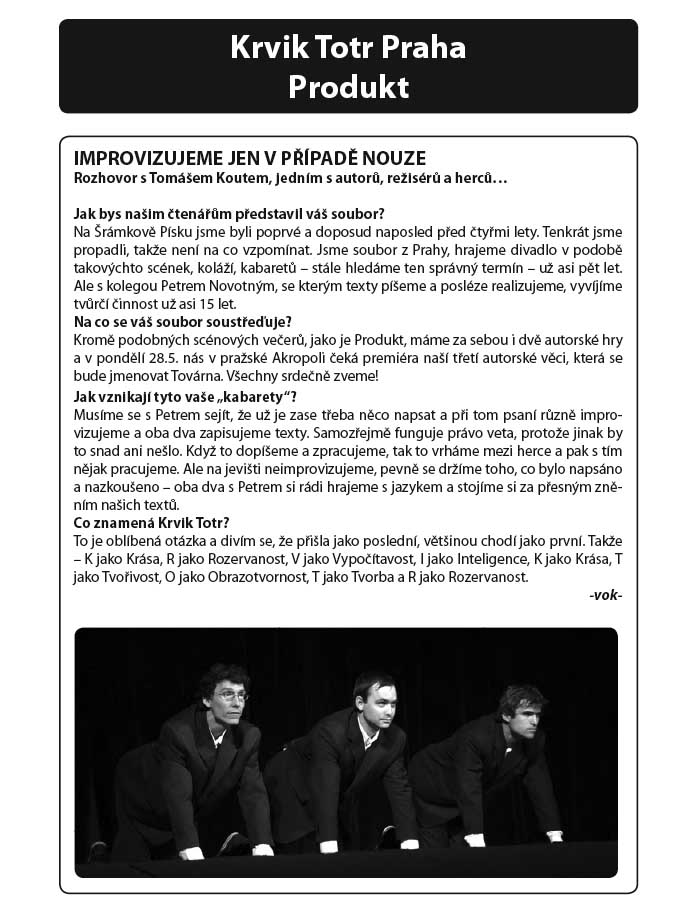 Krvik Totr Praha
Produkt
IMPROVIZUJEME JEN V PŘÍPADĚ NOUZE
Rozhovor s Tomášem Koutem, jedním s autorů, režisérů a herců…
Jak bys našim čtenářům představil váš soubor?
Na Šrámkově Písku jsme byli poprvé a doposud naposled před čtyřmi lety. Tenkrát jsme
propadli, takže není na co vzpomínat. Jsme soubor z Prahy, hrajeme divadlo v podobě
takovýchto scének, koláží, kabaretů – stále hledáme ten správný termín – už asi pět let.
Ale s kolegou Petrem Novotným, se kterým texty píšeme a posléze realizujeme, vyvíjíme
tvůrčí činnost už asi 15 let.
Na co se váš soubor soustřeďuje?
Kromě podobných scénových večerů, jako je Produkt, máme za sebou i dvě autorské hry
a v pondělí 28.5. nás v pražské Akropoli čeká premiéra naší třetí autorské věci, která se
bude jmenovat Továrna. Všechny srdečně zveme!
Jak vznikají tyto vaše „kabarety“?
Musíme se s Petrem sejít, že už je zase třeba něco napsat a při tom psaní různě impro-
vizujeme a oba dva zapisujeme texty. Samozřejmě funguje právo veta, protože jinak by
to snad ani nešlo. Když to dopíšeme a zpracujeme, tak to vrháme mezi herce a pak s tím
nějak pracujeme. Ale na jevišti neimprovizujeme, pevně se držíme toho, co bylo napsáno
a nazkoušeno – oba dva s Petrem si rádi hrajeme s jazykem a stojíme si za přesným zně-
ním našich textů.
Co znamená Krvik Totr?
To je oblíbená otázka a divím se, že přišla jako poslední, většinou chodí jako první. Takže
– K jako Krása, R jako Rozervanost, V jako Vypočítavost, I jako Inteligence, K jako Krása, T
jako Tvořivost, O jako Obrazotvornost, T jako Tvorba a R jako Rozervanost.
-vok-